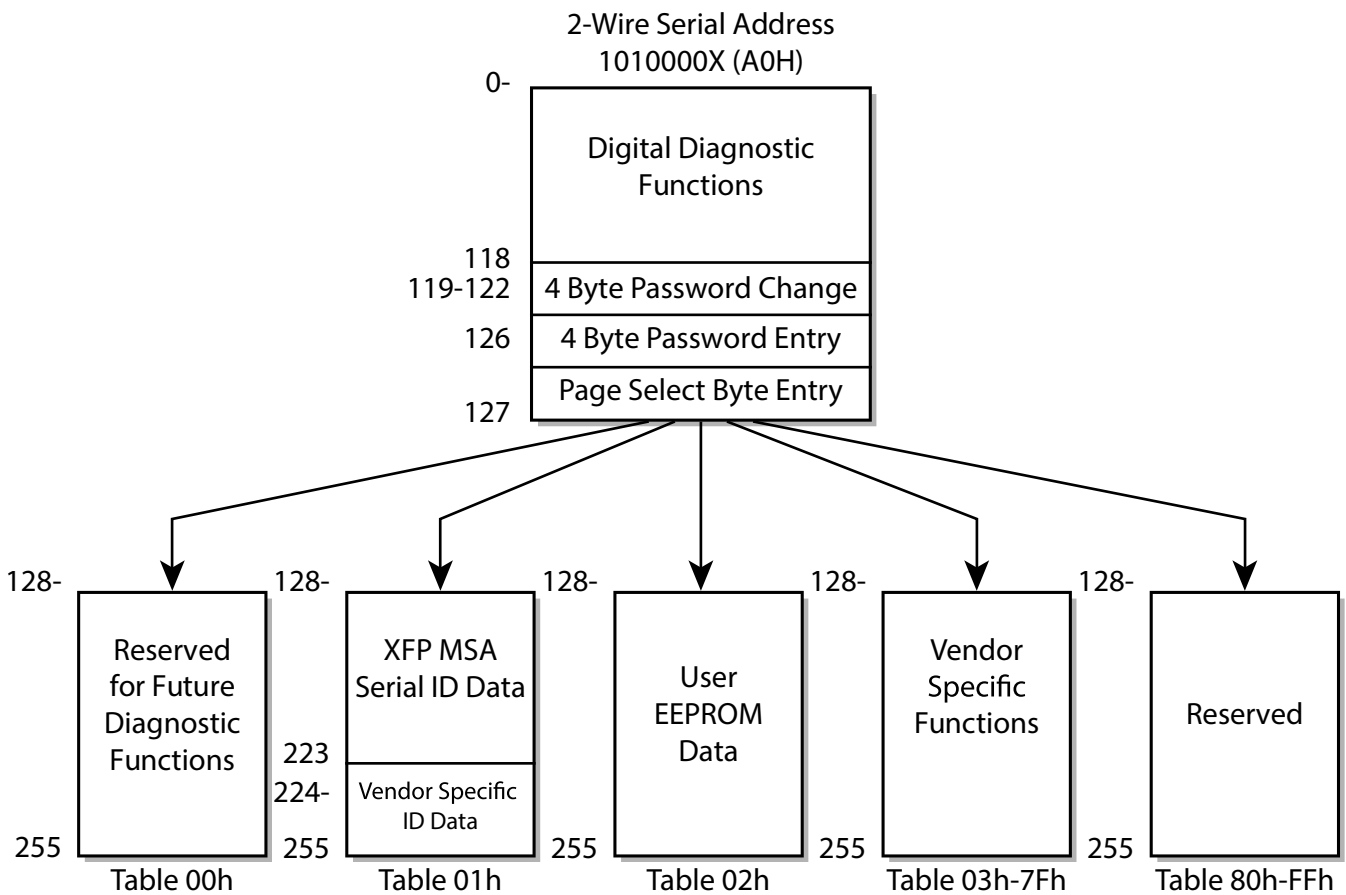 2-Wire Serial Address
1010000X (A0H)
0-
Digital Diagnostic
Functions
118
119-122
4 Byte Password Change
126
4 Byte Password Entry
Page Select Byte Entry
127
128-
Reserved
for Future
Diagnostic
Functions
255
Table 00h
128-
XFP MSA
Serial ID Data
223
224-
Vendor Specific
ID Data
255
Table 01h
128-
User
EEPROM
Data
255
Table 02h
128-
Vendor
Specific
Functions
255
Table 03h-7Fh
128-
Reserved
255
Table 80h-FFh